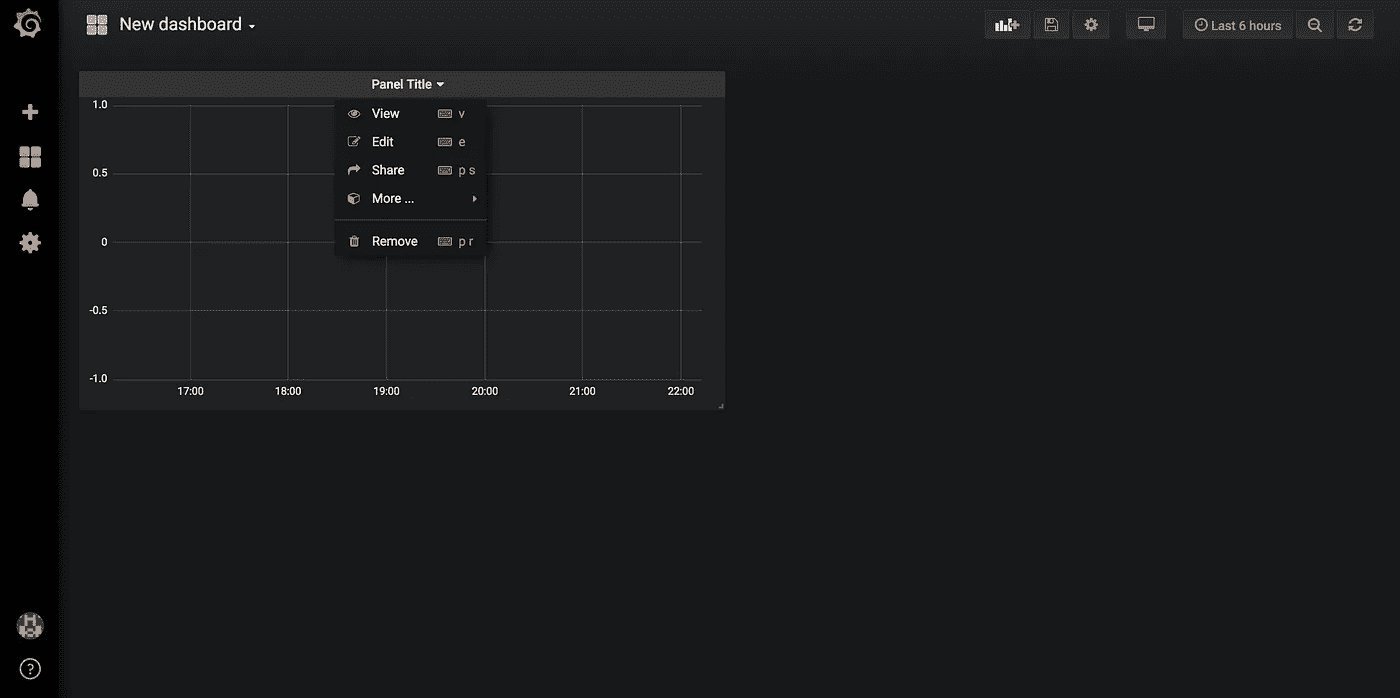 New dashboard
Last 6 hours
Panel Title
1.0
View v
Edit e
0.5
Share p s
More ...
0
Remove p r
-0.5
-1.0
17:00 18:00 19:00 20:00 21:00 22:00
?